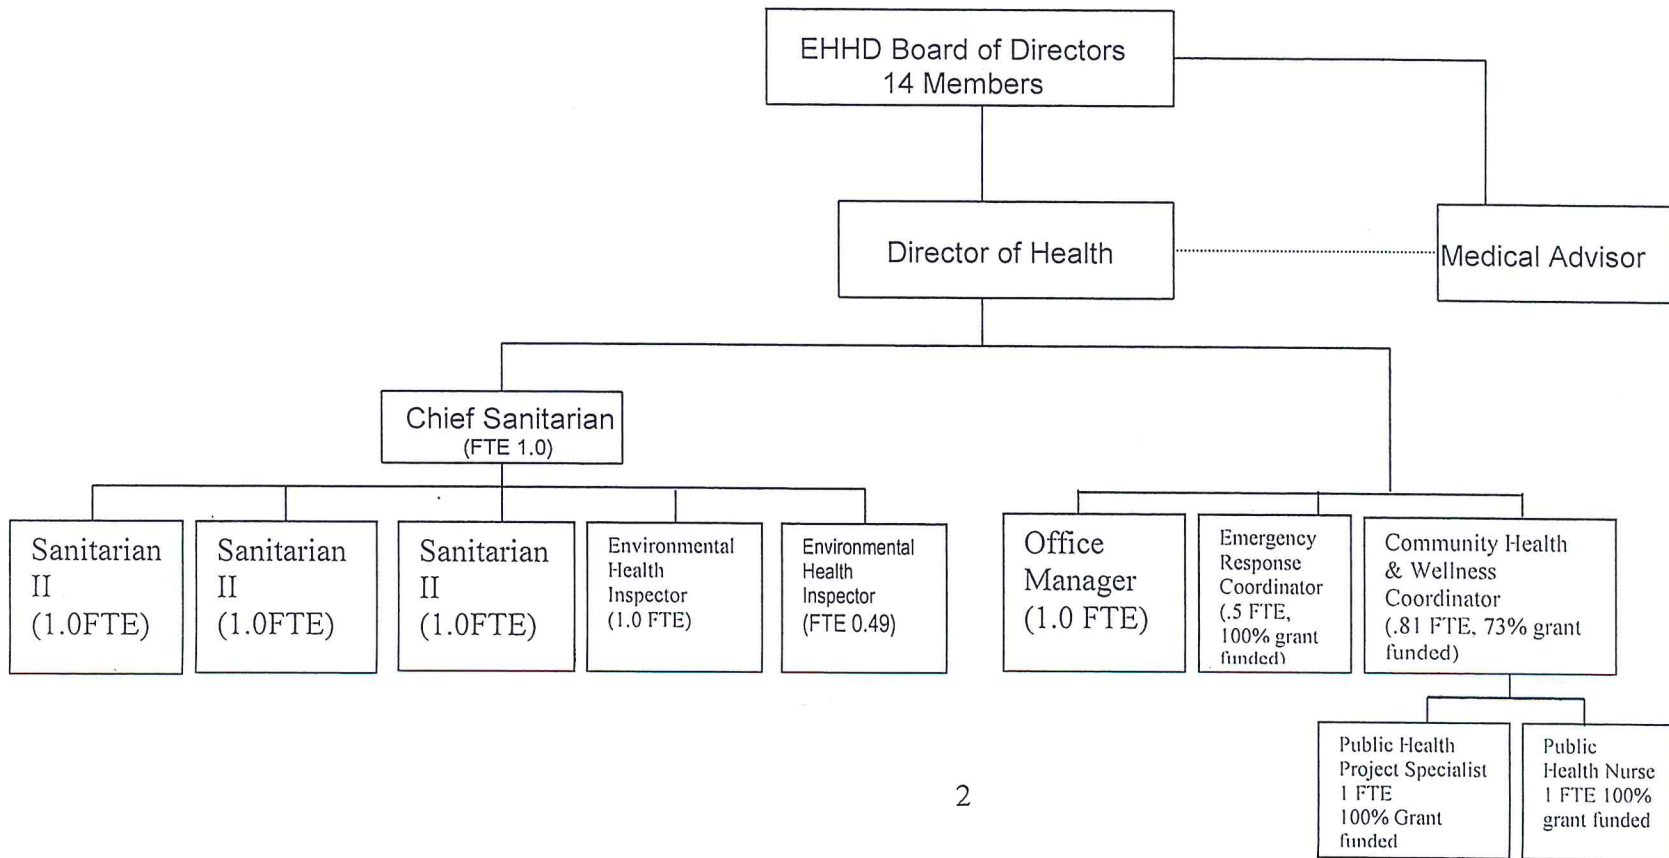 EHHD Board of Directors
14 Members
Director of Health
Medical Advisor
Chief Sanitarian
(FTE 1.0)
Sanitarian
II
(1.0FTE)
Sanitarian
II
(1.0FTE)
Sanitarian
II
(1.0FTE)
Environmental
Health
Inspector
(1.0 FTE)
Environmental
Health
Inspector
(FTE 0.49)
Office
Manager
(1.0 FTE)
Emergency
Response
Coordinator
(.5 FTE,
100% grant
funded)
Community Health
& Wellness
Coordinator
(.81 FTE, 73% grant
funded)
Public Health
Project Specialist
1 FTE
100% Grant
funded
Public
Health Nurse
1 FTE 100%
grant funded
2